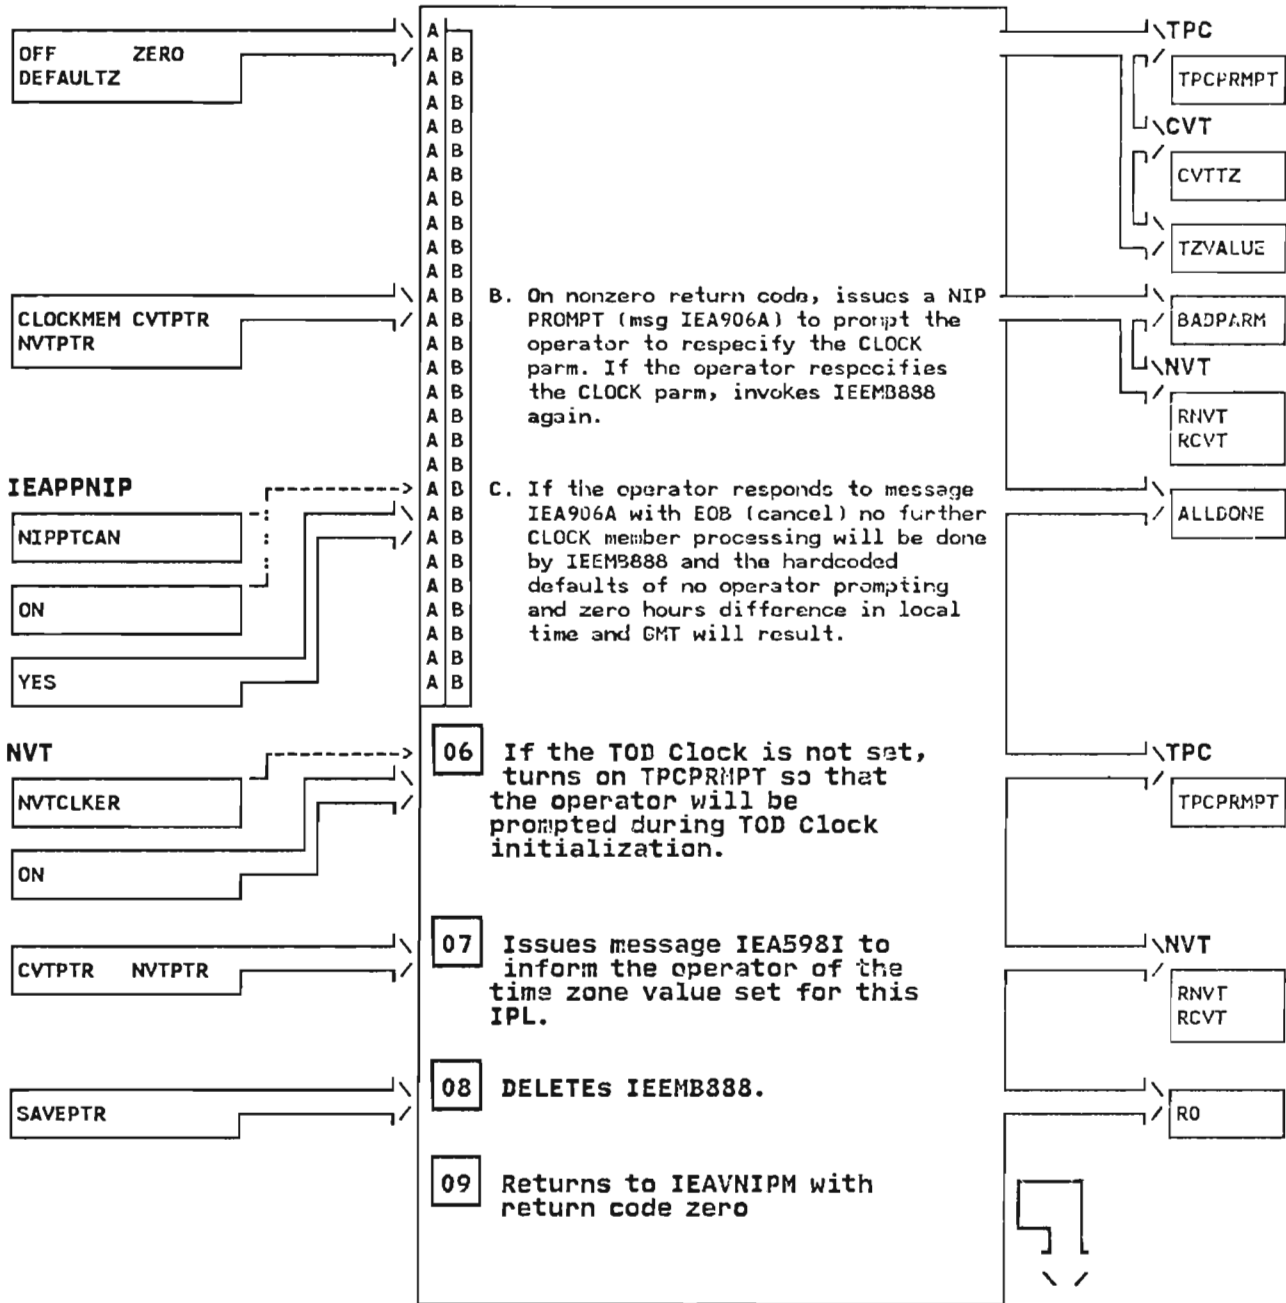 A
OFF ZERO
DEFAULTZ
A B
A B
A B
A B
A B
A B
A B
A B
A B
A B
TPC
TPCPRMPT
CVT
CVTTZ
TZVALUE
CLOCKMEM CVTPTR
NVTPTR
A B
A B
A B
A B
A B
A B
A B
A B
B. On nonzero return code, issues a NIP
PROMPT (msg IEA906A) to prompt the
operator to respecify the CLOCK
parm. If the operator respecifies
the CLOCK parm, invokes IEEMB888
again.
BADPARM
NVT
RNVT
RCVT
IEAPPNIP
NIPPTCAN
ON
YES
A B
A B
A B
A B
A B
A B
A B
A B
A B
C. If the operator responds to message
IEA906A with EOB (cancel) no further
CLOCK member processing will be done
by IEEMB888 and the hardcoded
defaults of no operator prompting
and zero hours difference in local
time and GMT will result.
ALLDONE
NVT
NVTCLKER
ON
06 If the TOD Clock is not set,
turns on TPCPRMPT so that
the operator will be
prompted during TOD Clock
initialization.
TPC
TPCPRMPT
CVTPTR NVTPTR
07 Issues message IEA598I to
inform the operator of the
time zone value set for this
IPL.
NVT
RNVT
RCVT
SAVEPTR
08 DELETEs IEEMB888.
R0
09 Returns to IEAVNIPM with
return code zero